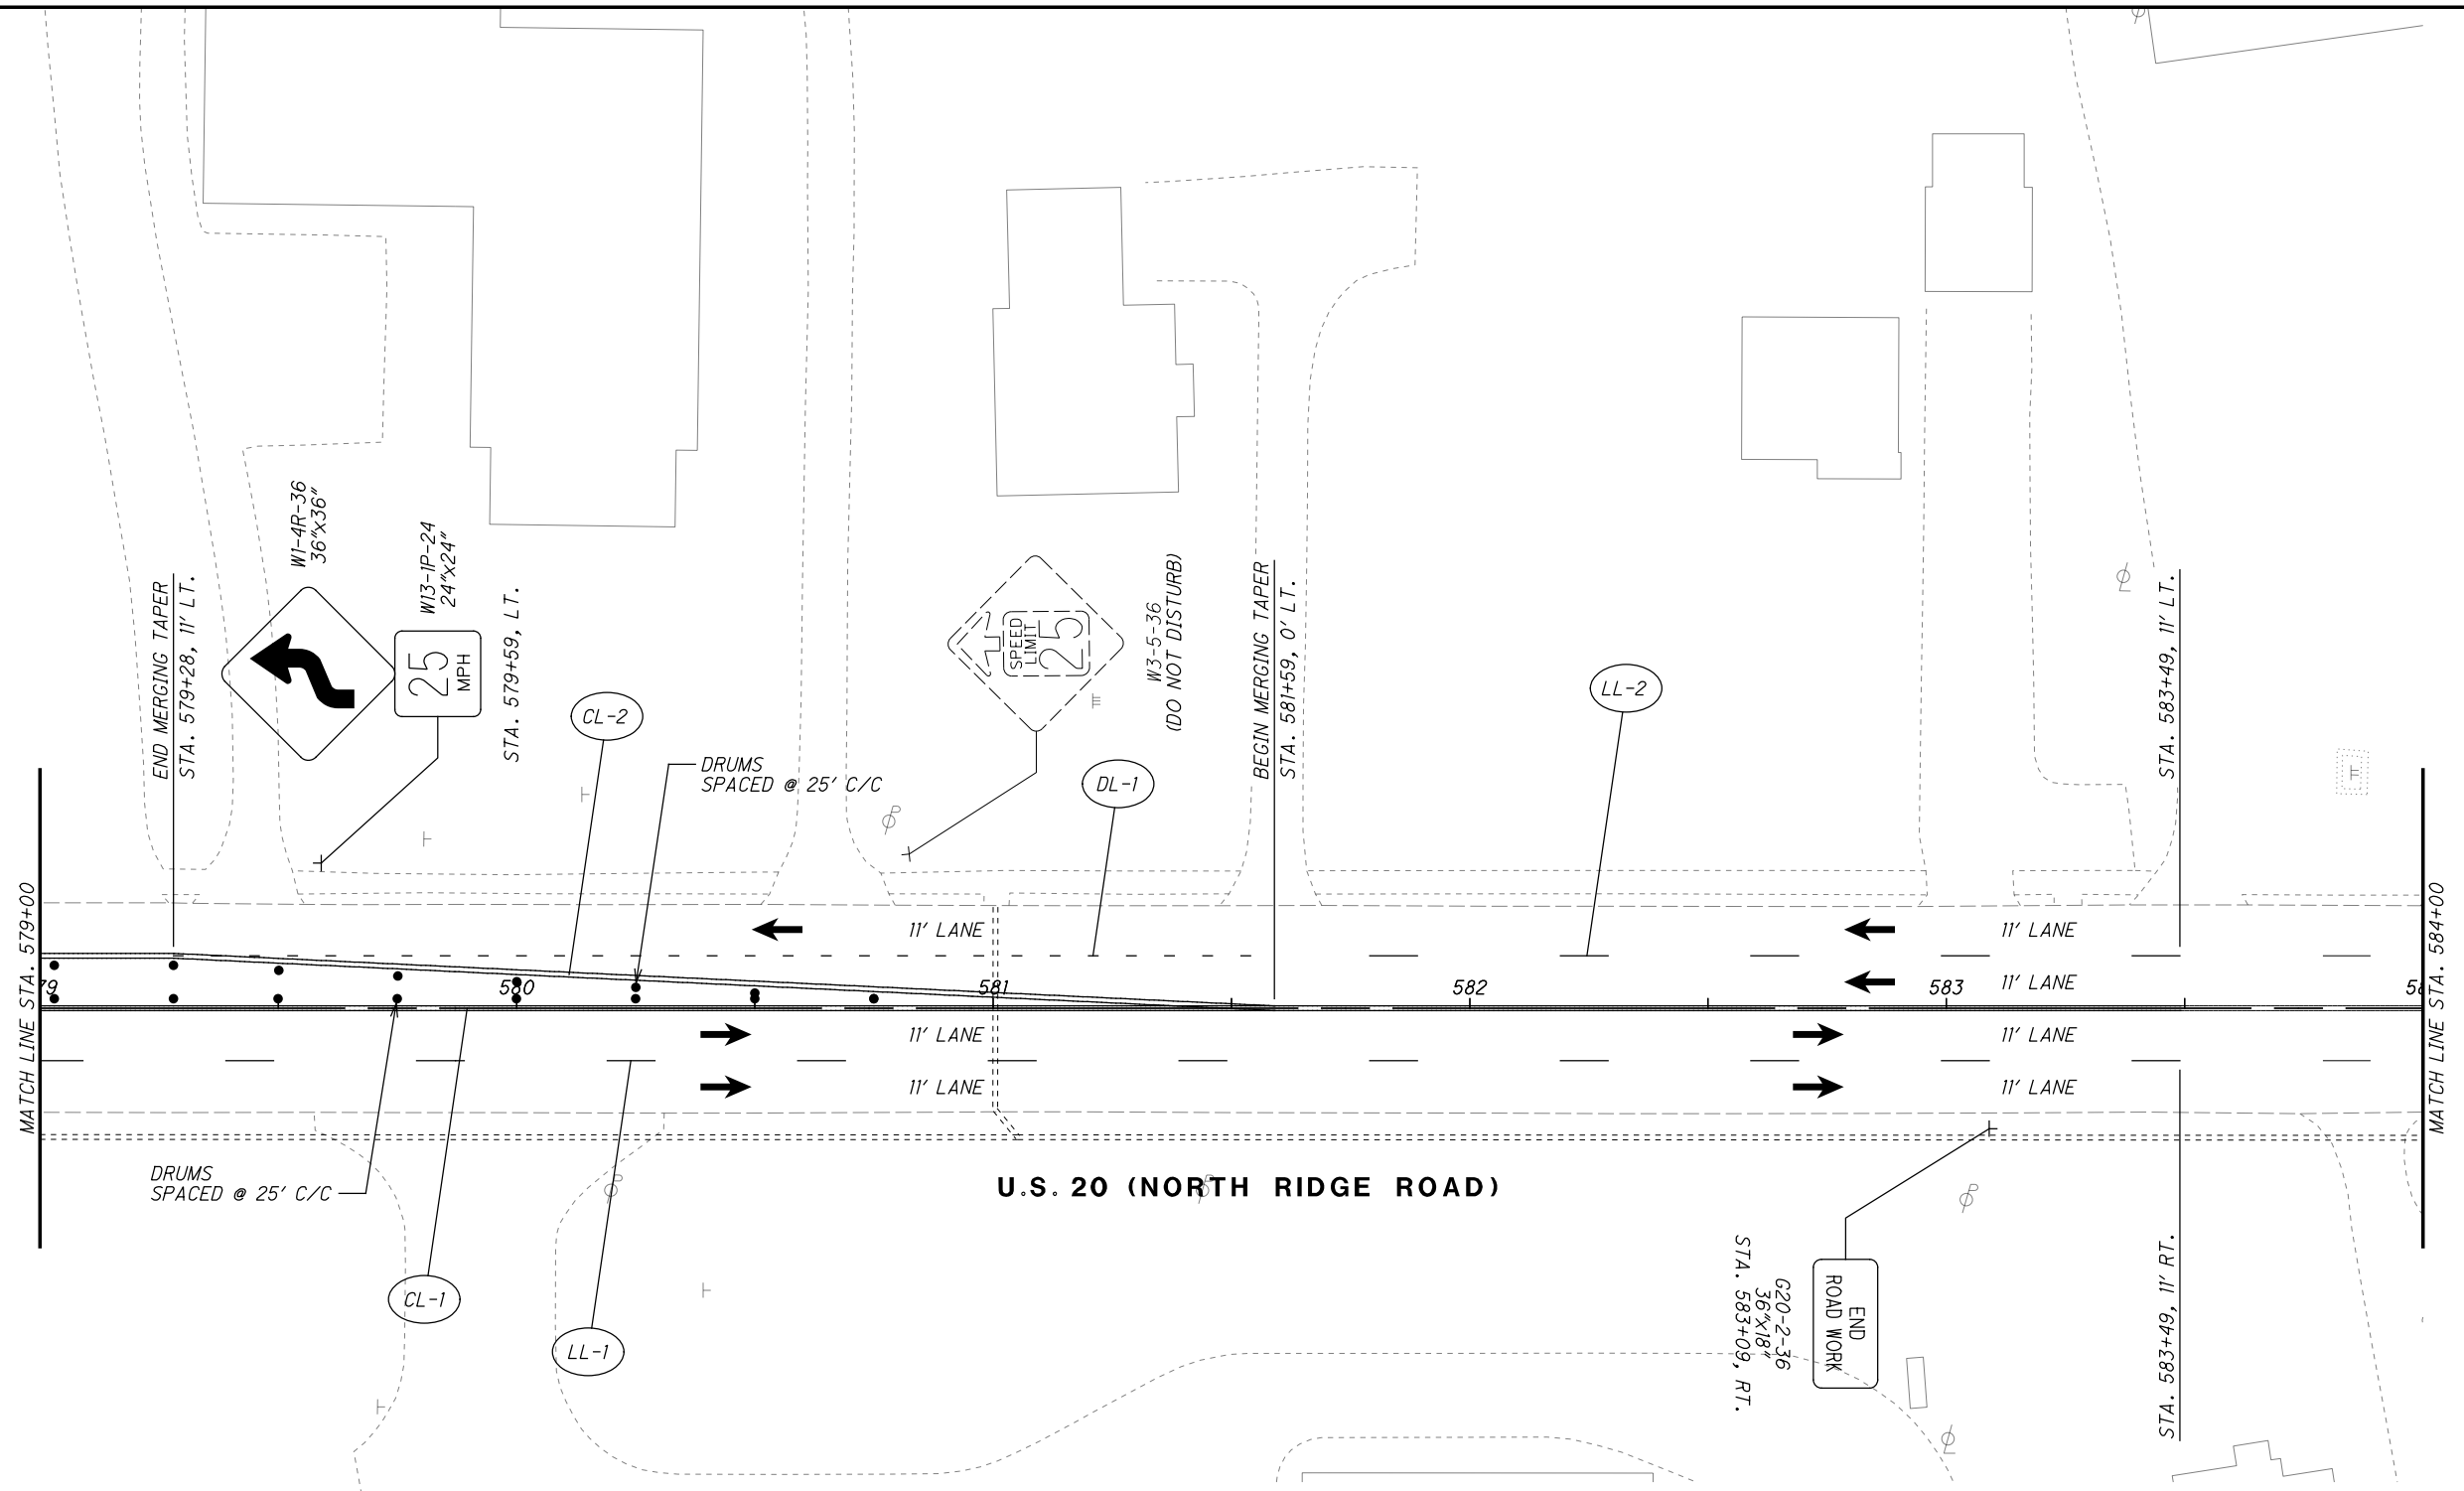 MATCH LINE STA. 579+00
END MERGING TAPER
STA. 579+28, 11' LT.
W1-4R-36
36"x36"
W13-1P-24
24"x24"
25
MPH
STA. 579+59, LT.
CL-2
DRUMS
SPACED @ 25' C/C
SPEED
LIMIT
25
W3-5-36
(DO NOT DISTURB)
DL-1
BEGIN MERGING TAPER
STA. 581+59, 0' LT.
LL-2
STA. 583+49, 11' LT.
11' LANE
11' LANE
11' LANE
79
580
581
582
583
58
11' LANE
11' LANE
11' LANE
11' LANE
DRUMS
SPACED @ 25' C/C
U.S. 20 (NORTH RIDGE ROAD)
CL-1
LL-1
STA. 583+09, RT.
36"x18"
G20-2-36
END
ROAD WORK
STA. 583+49, 11' RT.
MATCH LINE STA. 584+00